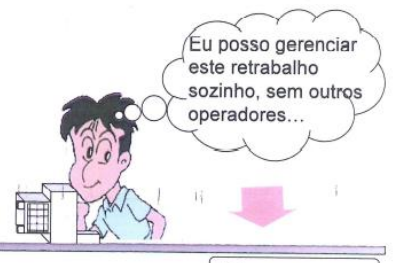 Eu posso gerenciar
este retrabalho
sozinho, sem outros
operadores...